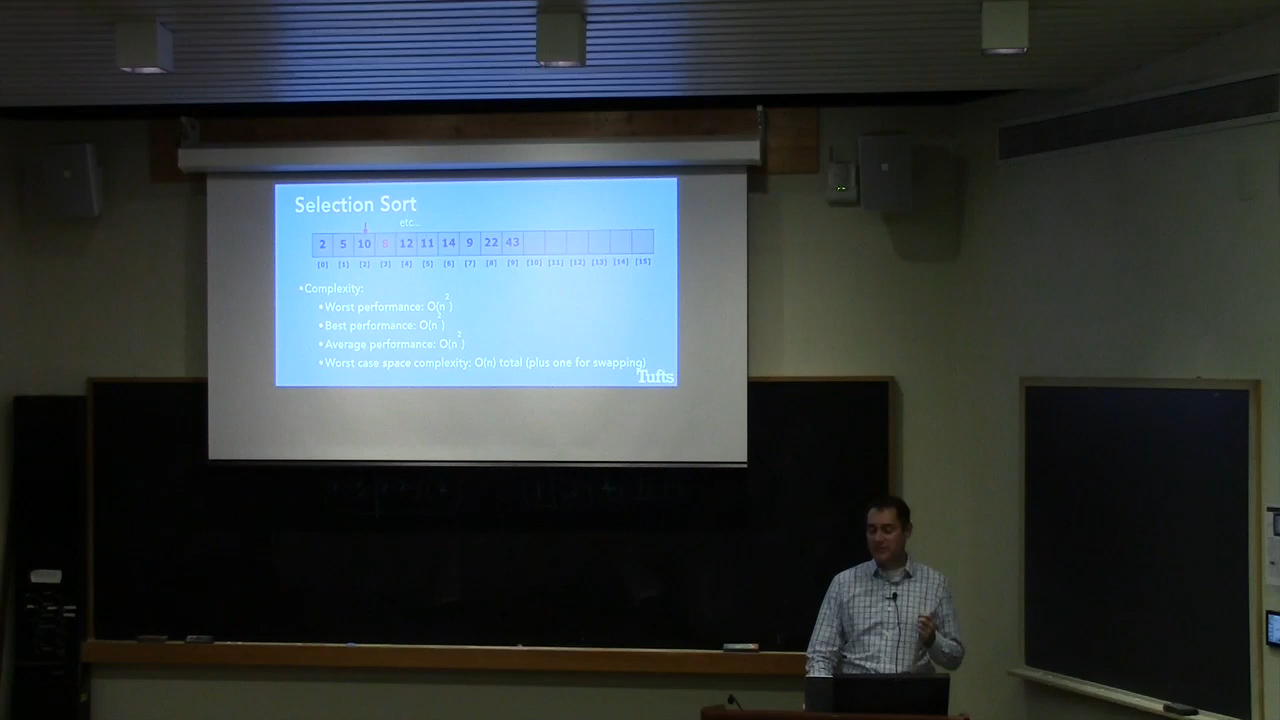 Selection Sort
etc...
2 5 10 8 12 11 14 9 22 43
[0] [1] [2] [3] [4] [5] [6] [7] [8] [9] [10] [11] [12] [13] [14] [15]
•Complexity:
•Worst performance: O(n²)
•Best performance: O(n²)
•Average performance: O(n²)
•Worst case space complexity: O(n) total (plus one for swapping)
Tufts